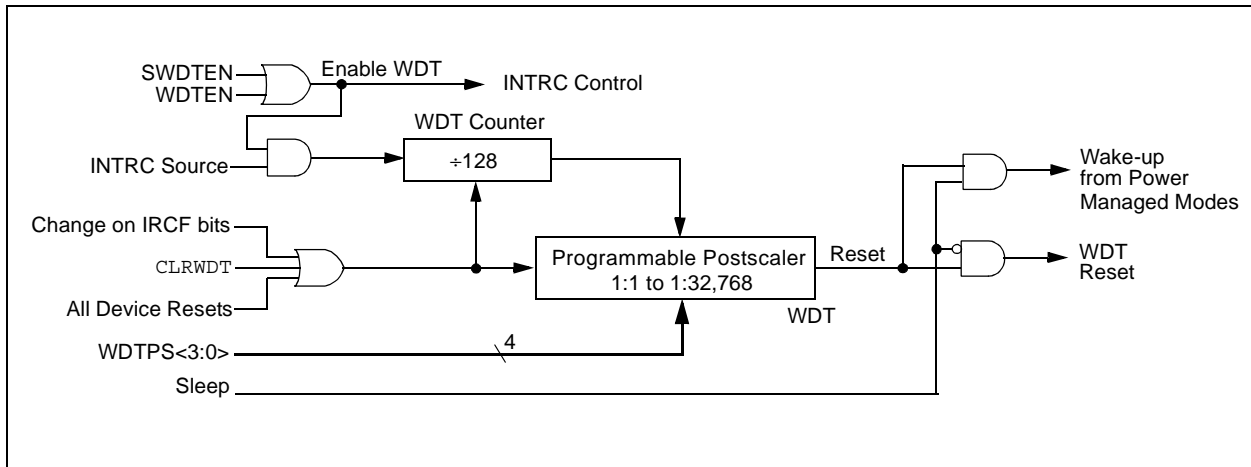 SWDTEN
WDTEN
Enable WDT
INTRC Control
WDT Counter
÷128
INTRC Source
Wake-up
from Power
Managed Modes
Change on IRCF bits
CLRWDT
All Device Resets
Programmable Postscaler
1:1 to 1:32,768
Reset
WDT
Reset
WDT
WDTPS<3:0>
4
Sleep